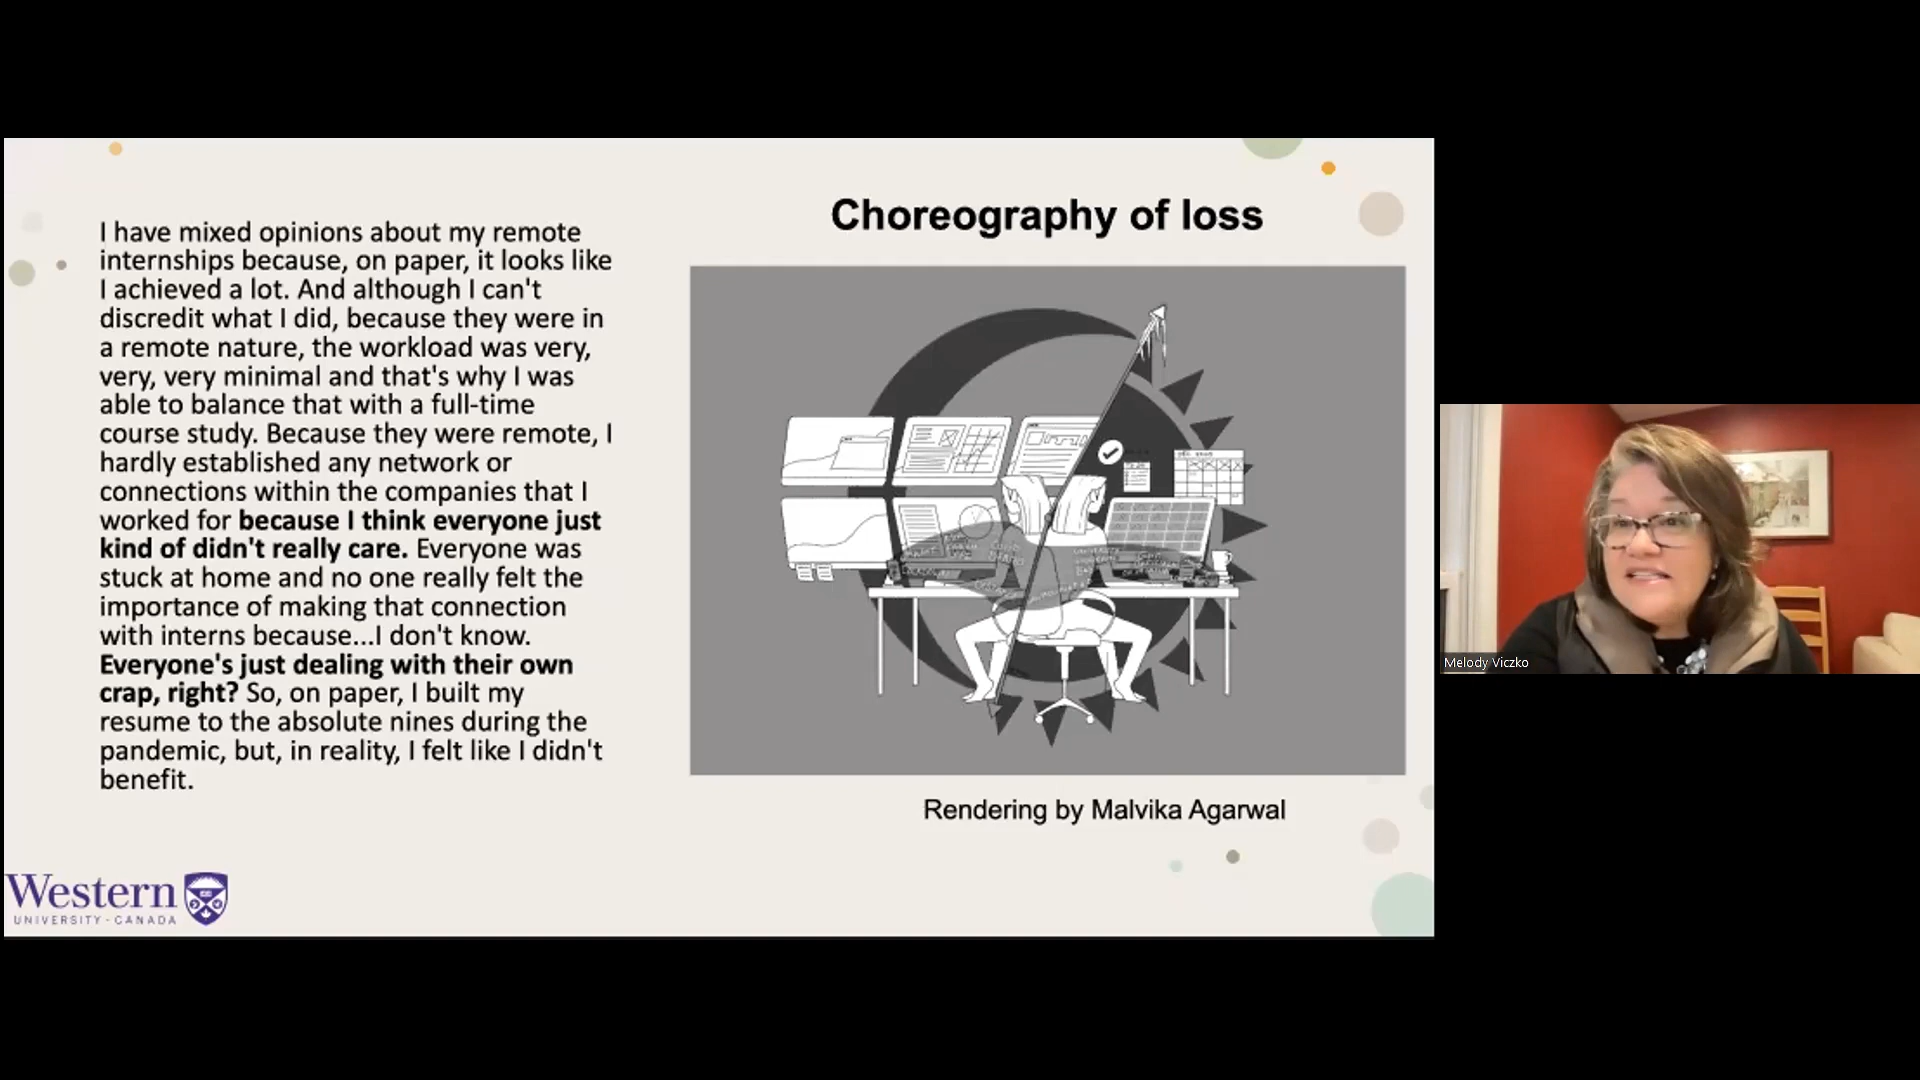 Choreography of loss
I have mixed opinions about my remote
internships because, on paper, it looks like
I achieved a lot. And although I can't
discredit what I did, because they were in
a remote nature, the workload was very,
very, very minimal and that's why I was
able to balance that with a full-time
course study. Because they were remote, I
hardly established any network or
connections within the companies that I
worked for because I think everyone just
kind of didn't really care. Everyone was
stuck at home and no one really felt the
importance of making that connection
with interns because...I don't know.
Everyone's just dealing with their own
crap, right? So, on paper, I built my
resume to the absolute nines during the
pandemic, but, in reality, I felt like I didn't
benefit.
Rendering by Malvika Agarwal
Western
UNIVERSITY · CANADA
Melody Viczko